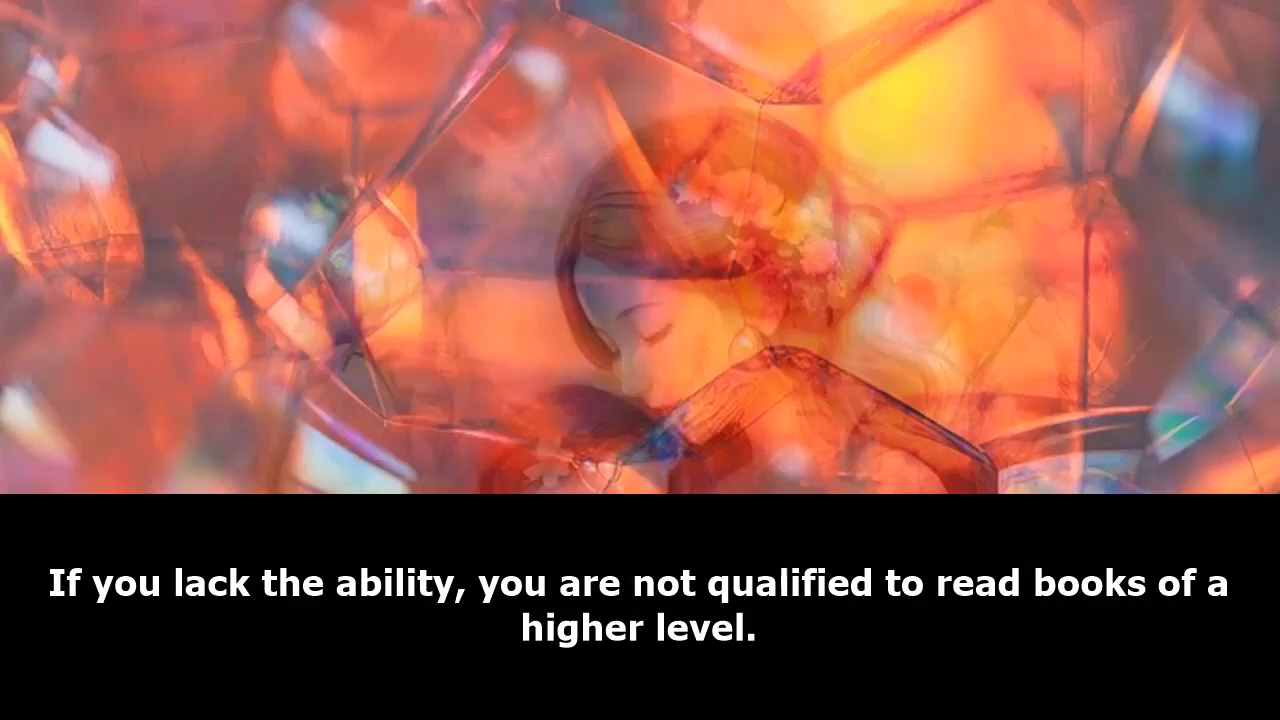 If you lack the ability, you are not qualified to read books of a
higher level.